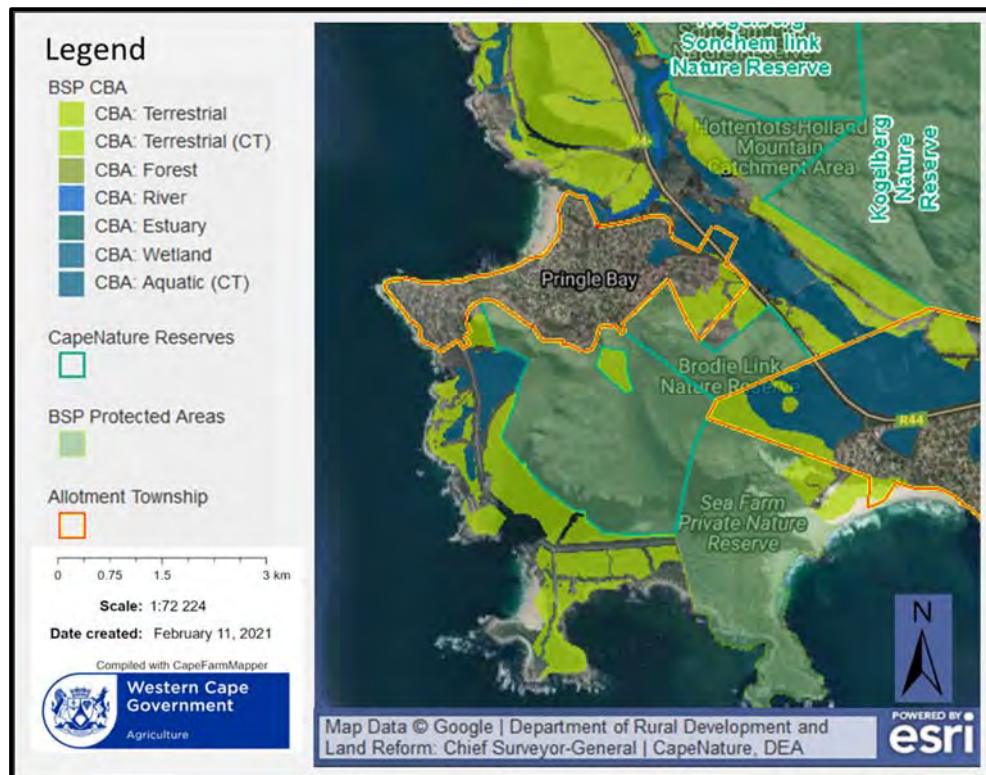 Legend
BSP CBA
CBA: Terrestrial
CBA: Terrestrial (CT)
CBA: Forest
CBA: River
CBA: Estuary
CBA: Wetland
CBA: Aquatic (CT)
CapeNature Reserves
BSP Protected Areas
Allotment Township
0 0.75 1.5 3 km
Scale: 1:72 224
Date created: February 11, 2021
Compiled with CapeFarmMapper
Western Cape
Government
Agriculture
Kogelberg
Sonchem link
Nature Reserve
Hottentots Holland
Mountain
Catchment Area
Kogelberg
Nature
Reserve
Pringle Bay
Brodie Link
Nature Reserve
R44
Sea Farm
Private Nature
Reserve
N
Map Data © Google | Department of Rural Development and
Land Reform: Chief Surveyor-General | CapeNature, DEA
POWERED BY
esri